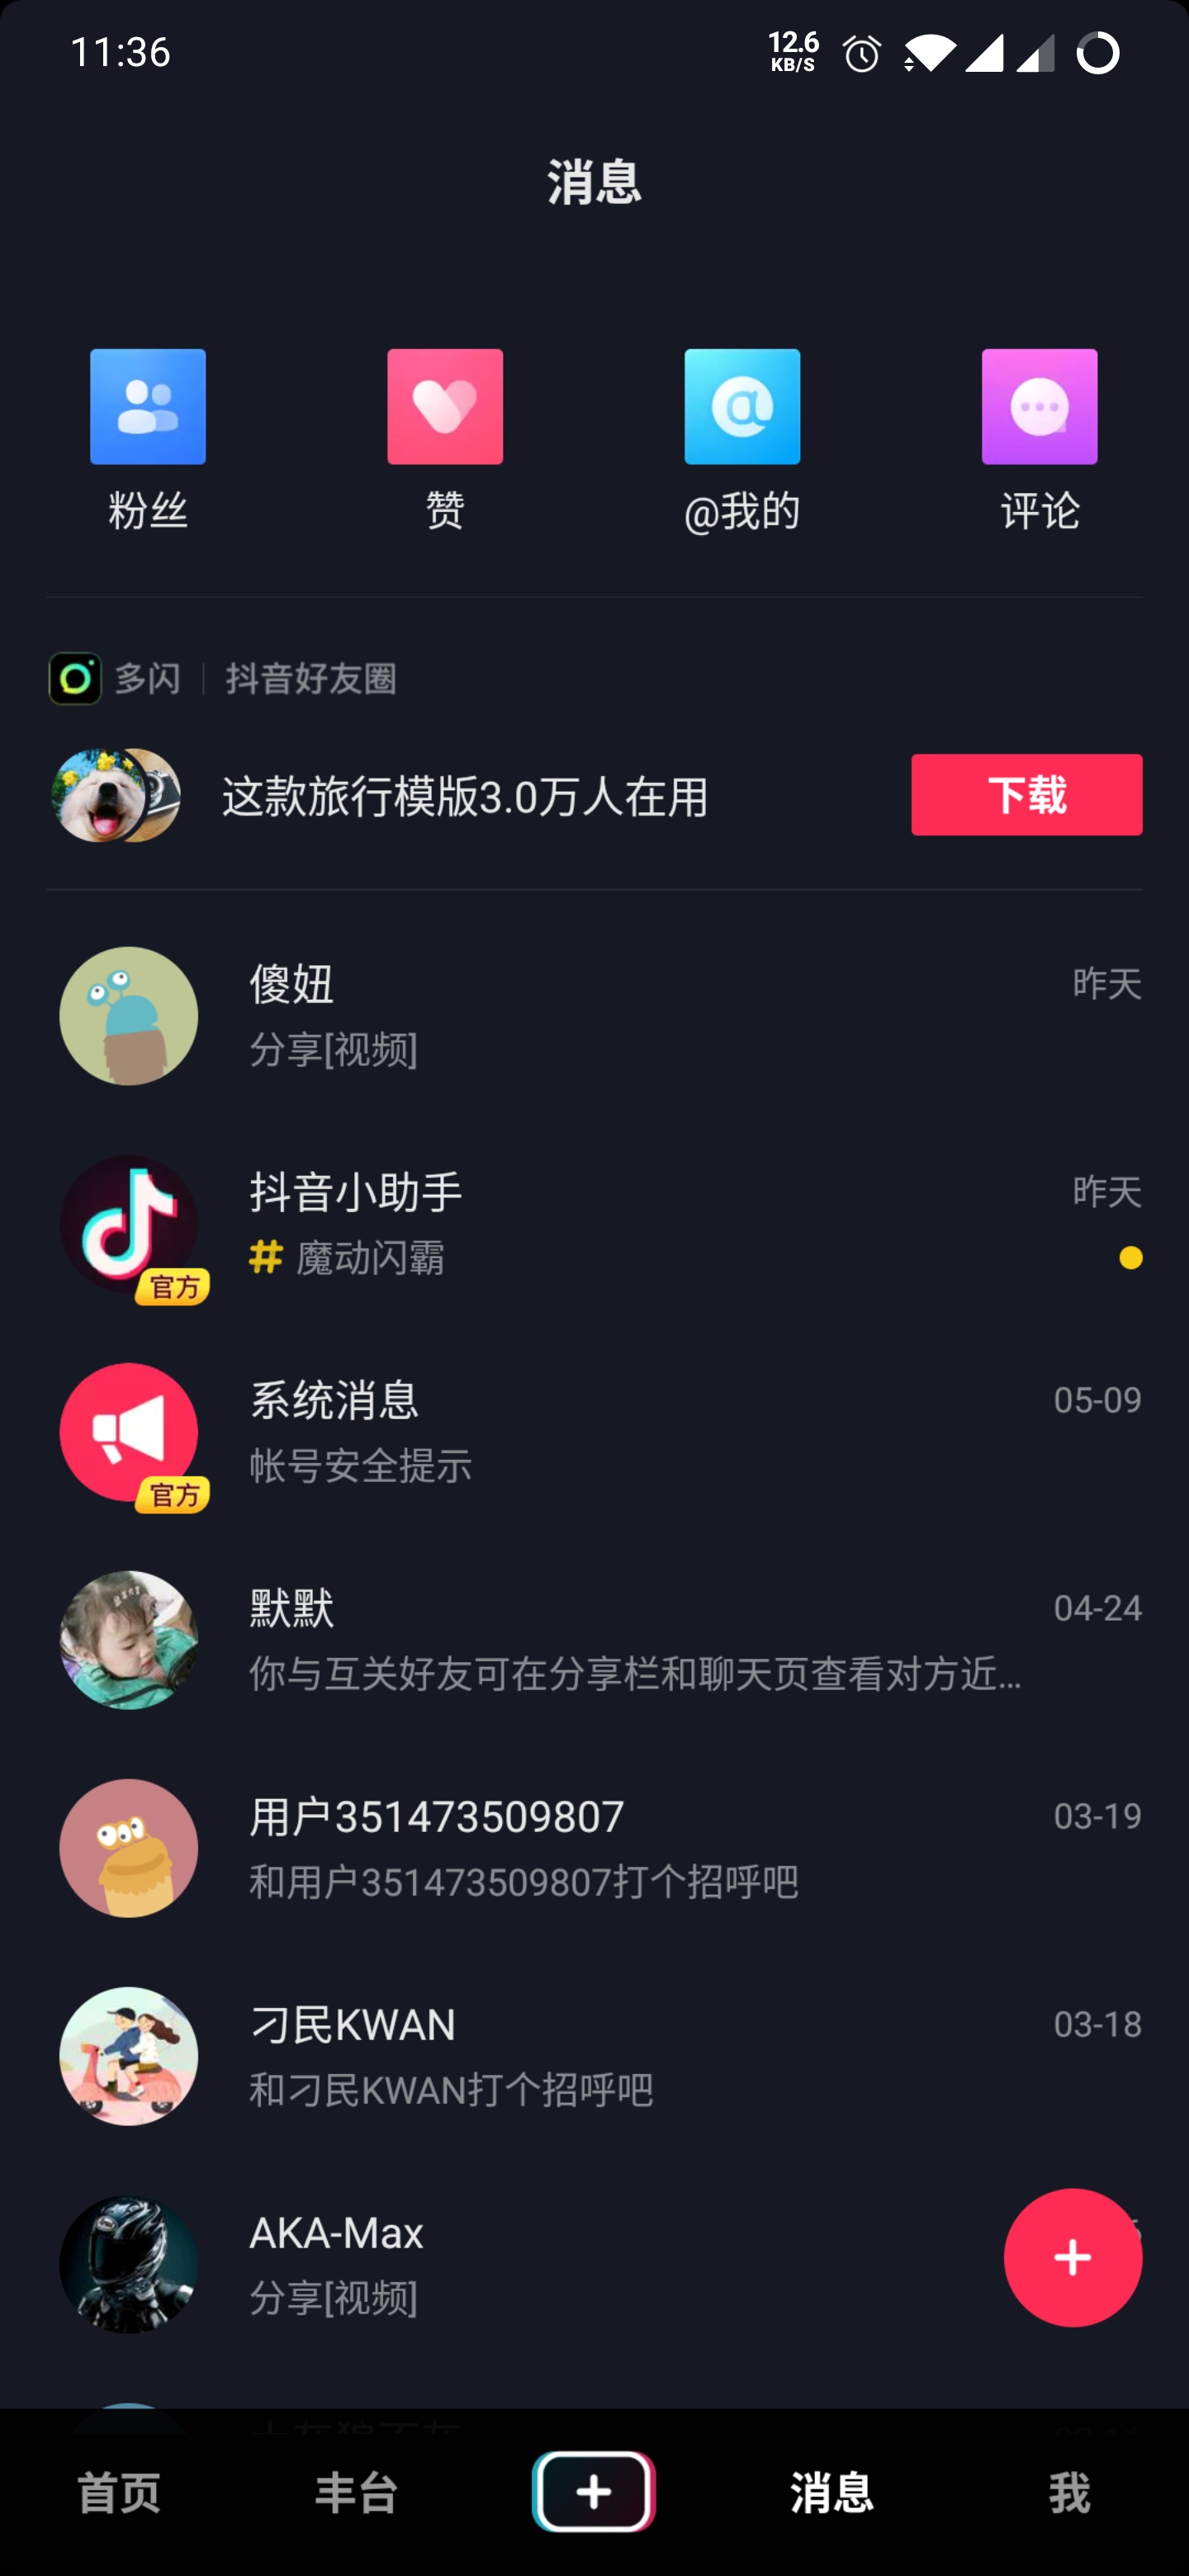 11:36
12.6
KB/S
消息
粉丝
赞
@我的
评论
多闪
抖音好友圈
这款旅行模版3.0万人在用
下载
傻妞
昨天
分享[视频]
抖音小助手
昨天
# 魔动闪霸
官方
系统消息
05-09
帐号安全提示
官方
默默
04-24
你与互关好友可在分享栏和聊天页查看对方近...
用户351473509807
03-19
和用户351473509807打个招呼吧
刁民KWAN
03-18
和刁民KWAN打个招呼吧
AKA-Max
分享[视频]
首页
丰台
消息
我